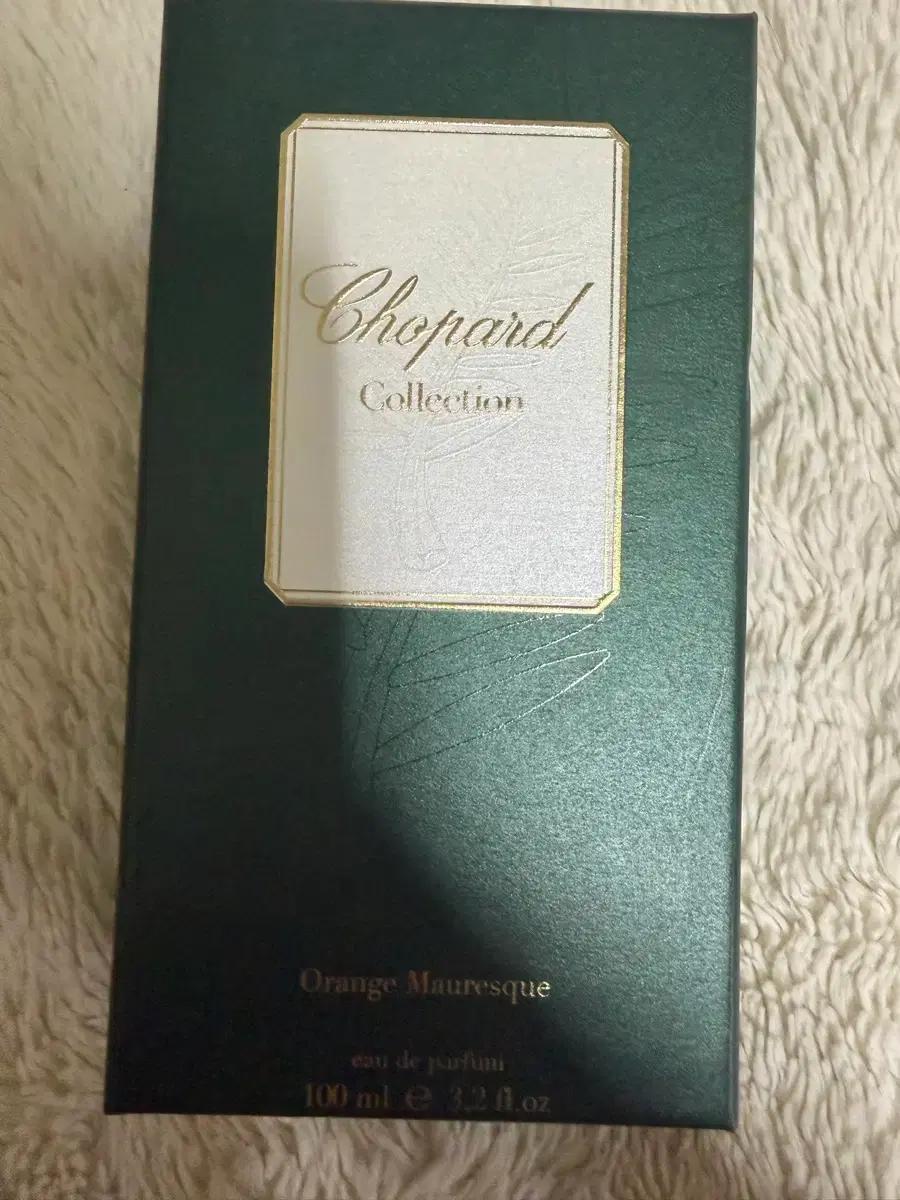 Chopard
Collection
Orange Mauresque
eau de parfum
100 ml ℮ 3.2 fl.oz